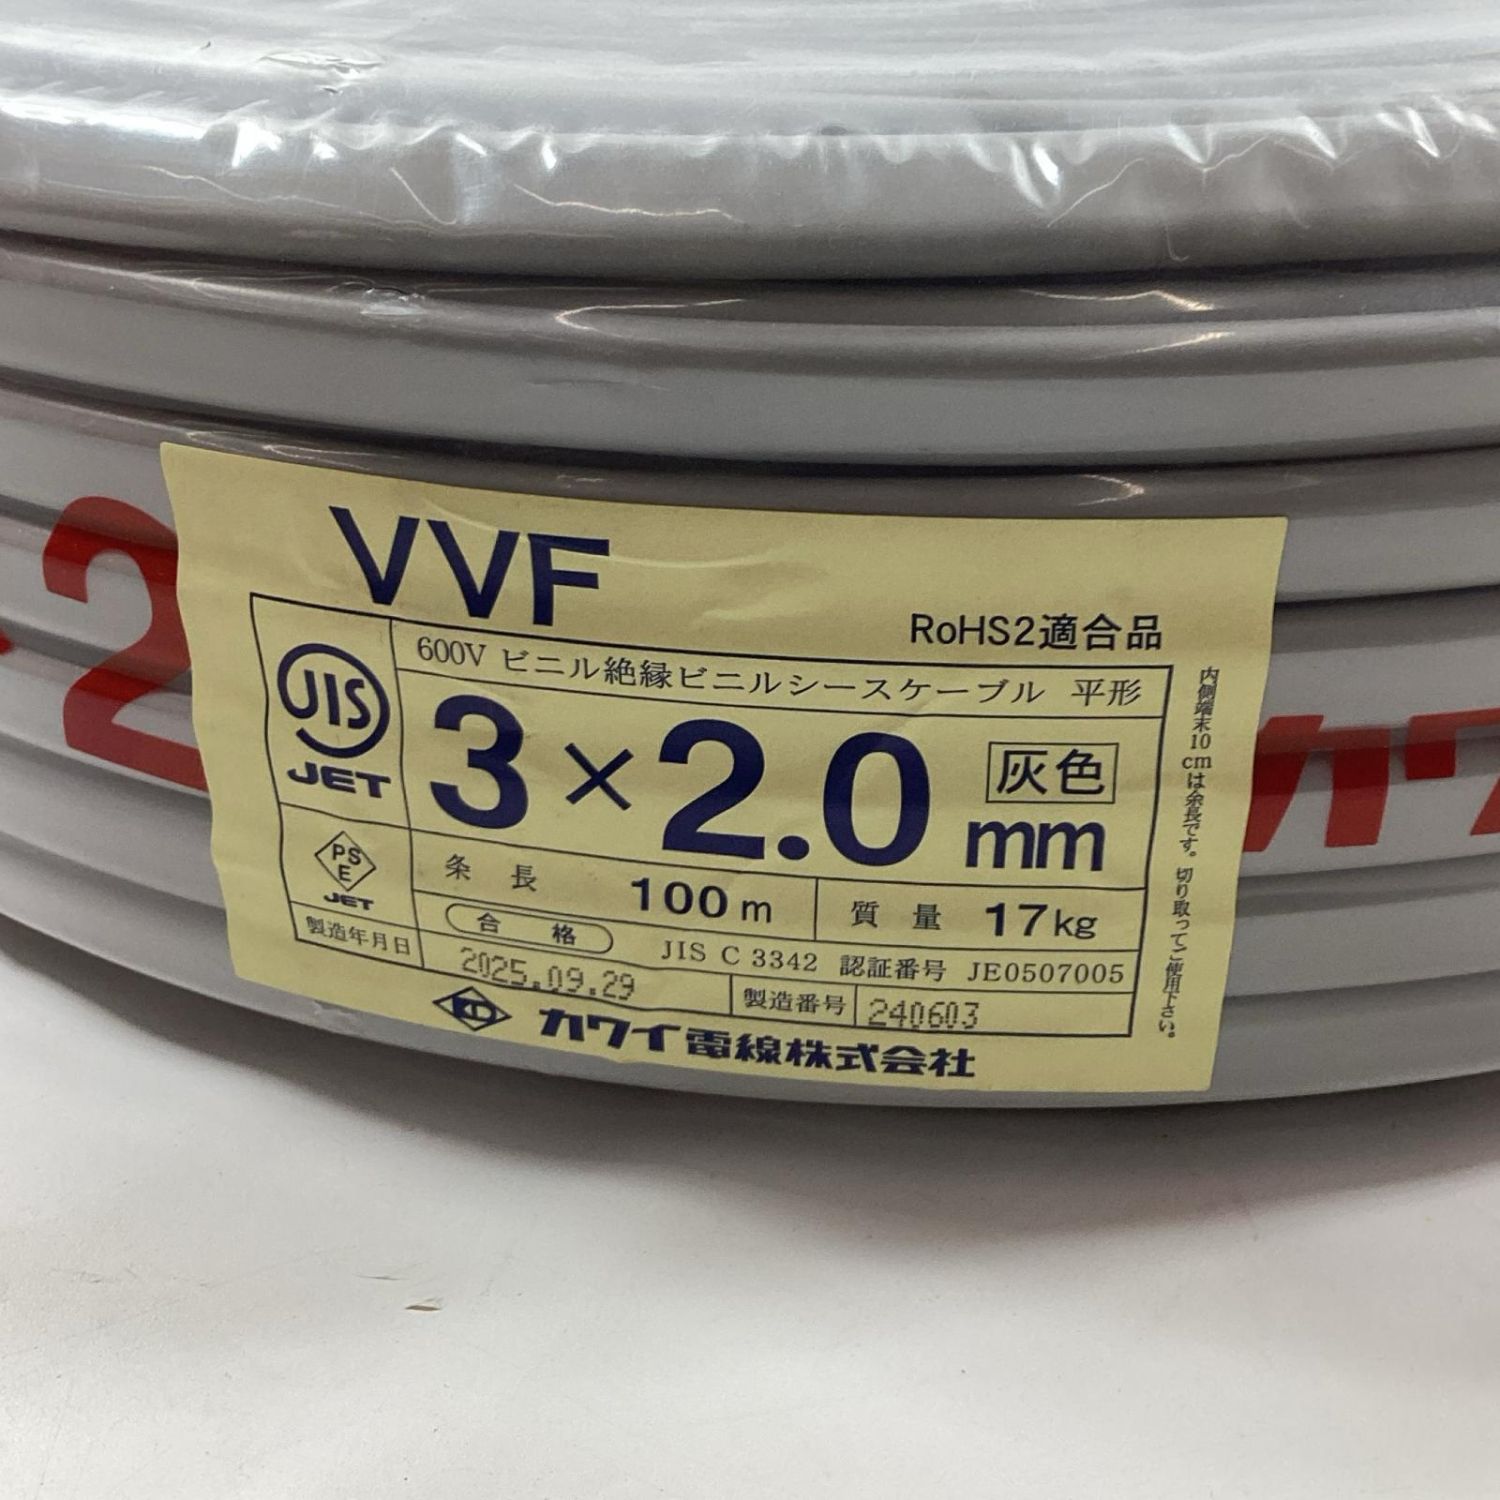 VVF
RoHS2適合品
JIS
JET
600V ビニル絶縁ビニルシースケーブル 平形
3×2.0mm
灰色
PS
E
JET
条長 100m
質量 17kg
合格 JIS C 3342 認証番号 JE0507005
製造年月日 2025.09.29
製造番号 240603
カワイ電線株式会社
内側端末10cmは余長です。切り取ってご使用下さい。
2
カワ